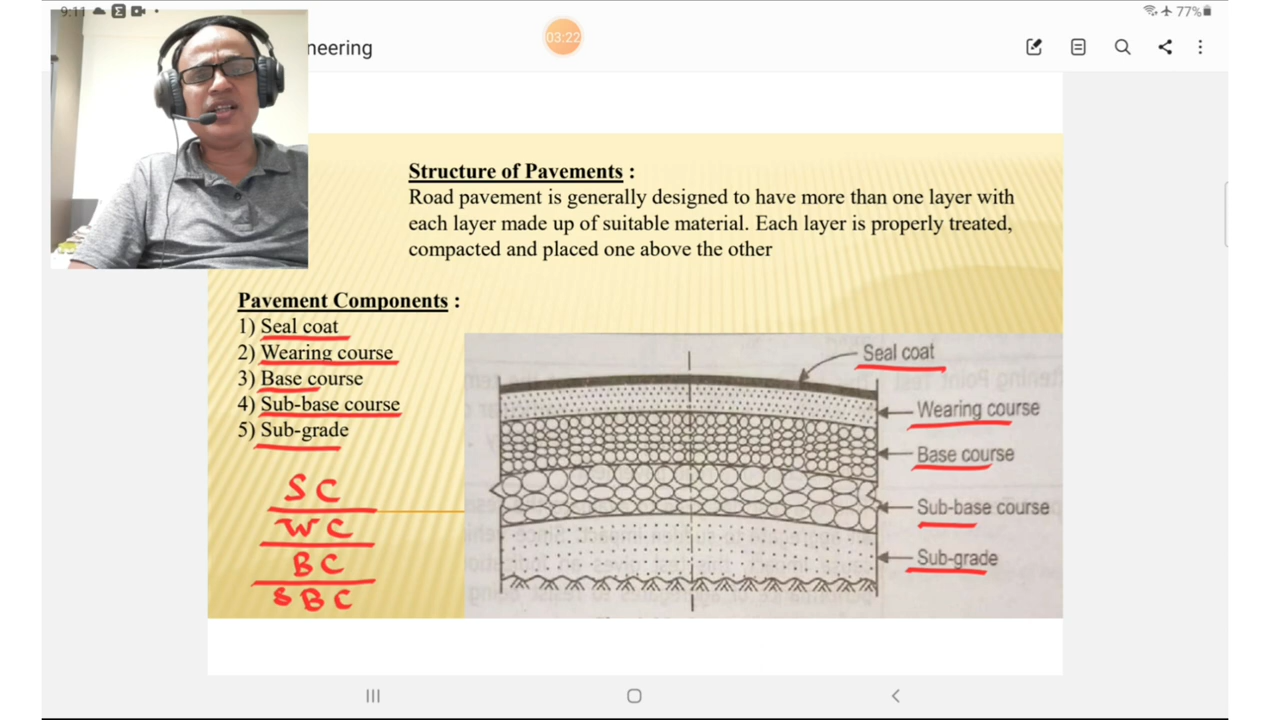 9:11
77%
03:22
neering
Structure of Pavements :
Road pavement is generally designed to have more than one layer with
each layer made up of suitable material. Each layer is properly treated,
compacted and placed one above the other
Pavement Components :
1) Seal coat
2) Wearing course
3) Base course
4) Sub-base course
5) Sub-grade
SC
WC
BC
SBC
Seal coat
Wearing course
Base course
Sub-base course
Sub-grade